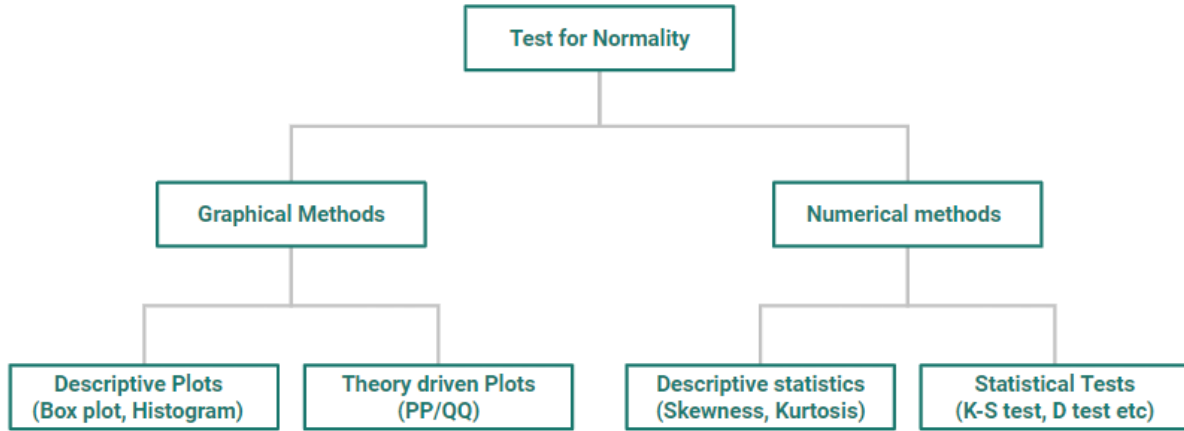 Test for Normality
Graphical Methods
Numerical methods
Descriptive Plots
(Box plot, Histogram)
Theory driven Plots
(PP/QQ)
Descriptive statistics
(Skewness, Kurtosis)
Statistical Tests
(K-S test, D test etc)